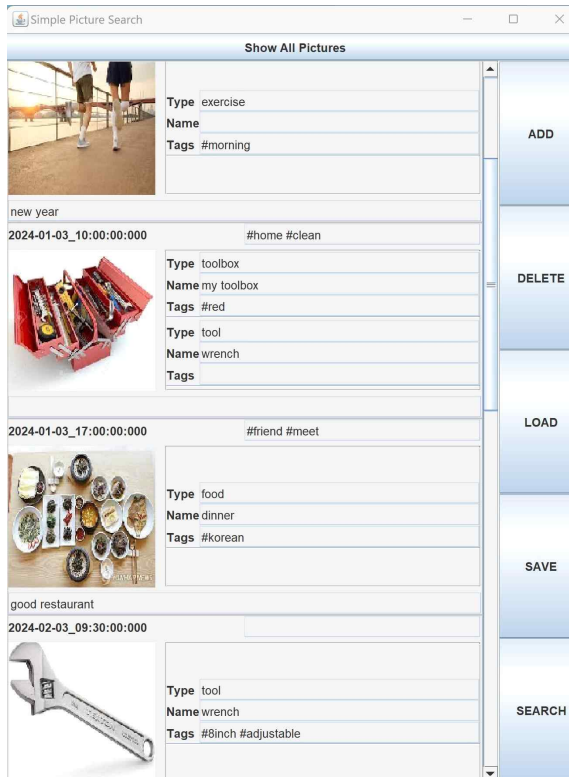 Simple Picture Search
Show All Pictures
Type exercise
Name
Tags #morning
new year
2024-01-03_10:00:00:000 #home #clean
Type toolbox
Name my toolbox
Tags #red
Type tool
Name wrench
Tags
2024-01-03_17:00:00:000 #friend #meet
Type food
Name dinner
Tags #korean
good restaurant
2024-02-03_09:30:00:000
Type tool
Name wrench
Tags #8inch #adjustable
ADD
DELETE
LOAD
SAVE
SEARCH